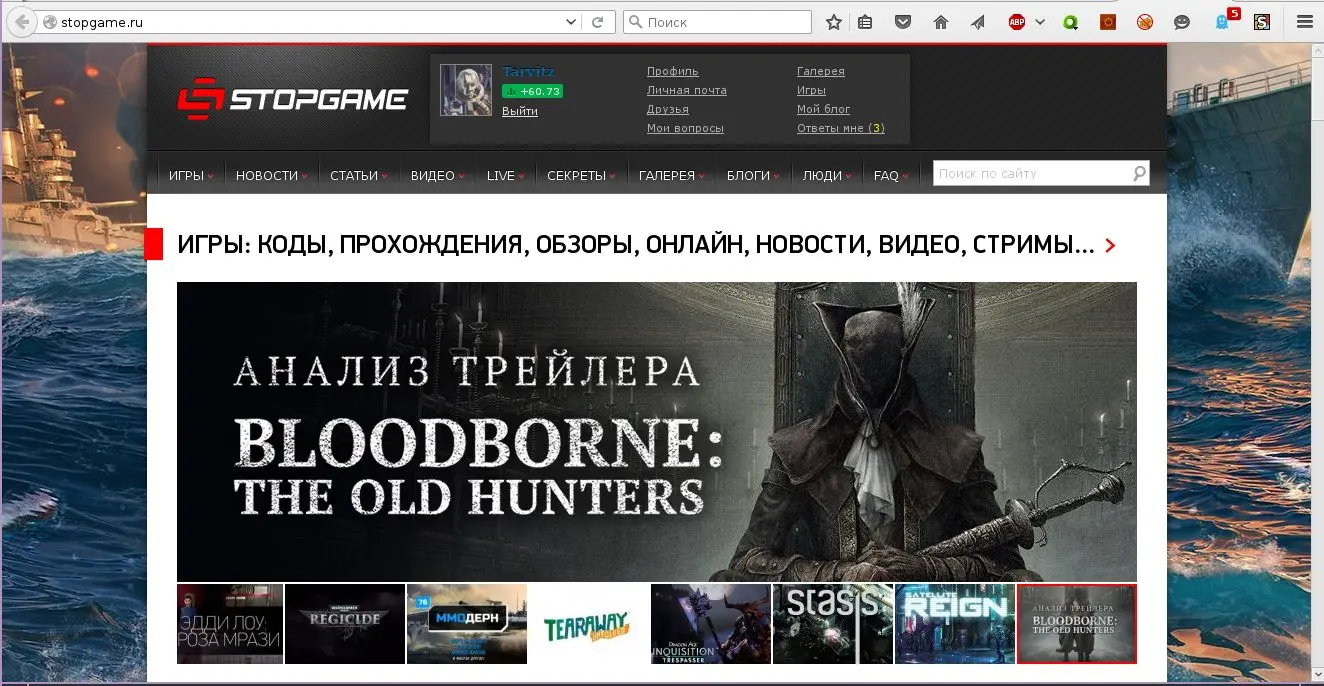 stopgame.ru
Поиск
ABP
5
S
STOPGAME
Tarvitz
+60.73
Выйти
Профиль
Личная почта
Друзья
Мои вопросы
Галерея
Игры
Мой блог
Ответы мне (3)
ИГРЫ НОВОСТИ СТАТЬИ ВИДЕО LIVE СЕКРЕТЫ ГАЛЕРЕЯ БЛОГИ ЛЮДИ FAQ
Поиск по сайту
ИГРЫ: КОДЫ, ПРОХОЖДЕНИЯ, ОБЗОРЫ, ОНЛАЙН, НОВОСТИ, ВИДЕО, СТРИМЫ...
АНАЛИЗ ТРЕЙЛЕРА
BLOODBORNE:
THE OLD HUNTERS
ЭДДИ ЛОУ:
РОЗА МРАЗИ
WARHAMMER
REGICIDE
76
ММОДЕРН
TEARAWAY
UNFOLDED
DRAGON AGE
INQUISITION
TRESPASSER
STASIS
SATELLITE
REIGN
АНАЛИЗ ТРЕЙЛЕРА
BLOODBORNE:
THE OLD HUNTERS